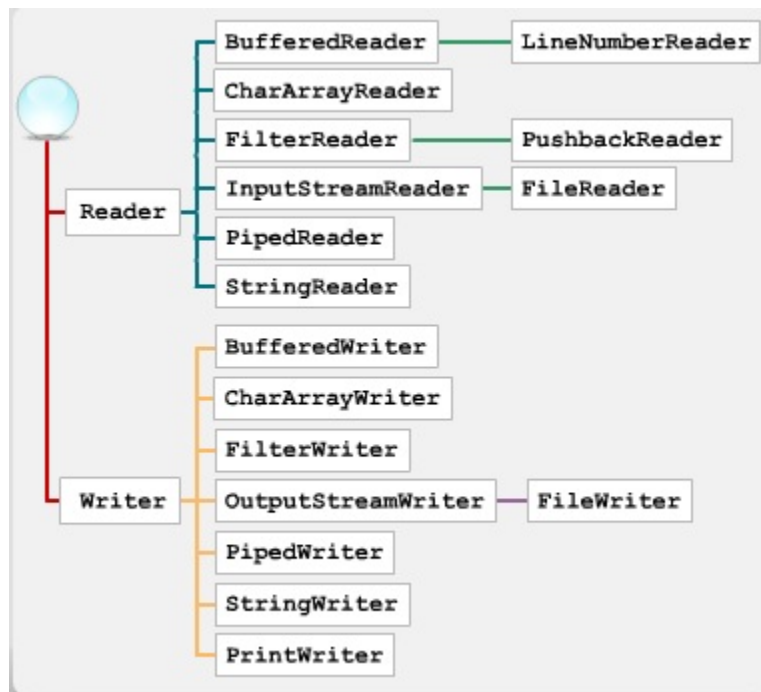 BufferedReader LineNumberReader
CharArrayReader
FilterReader PushbackReader
InputStreamReader FileReader
Reader
PipedReader
StringReader
BufferedWriter
CharArrayWriter
FilterWriter
Writer OutputStreamWriter FileWriter
PipedWriter
StringWriter
PrintWriter